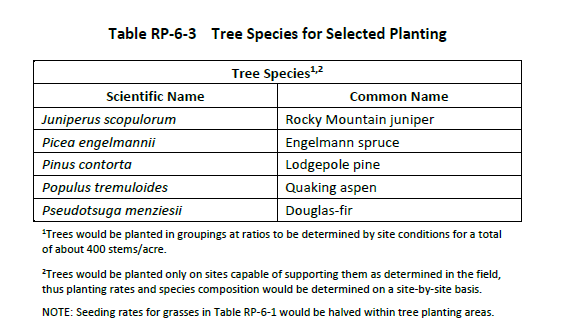 Table RP-6-3 Tree Species for Selected Planting
Tree Species1,2
Scientific Name Common Name
Juniperus scopulorum Rocky Mountain juniper
Picea engelmannii Engelmann spruce
Pinus contorta Lodgepole pine
Populus tremuloides Quaking aspen
Pseudotsuga menziesii Douglas-fir
1Trees would be planted in groupings at ratios to be determined by site conditions for a total
of about 400 stems/acre.
2Trees would be planted only on sites capable of supporting them as determined in the field,
thus planting rates and species composition would be determined on a site-by-site basis.
NOTE: Seeding rates for grasses in Table RP-6-1 would be halved within tree planting areas.